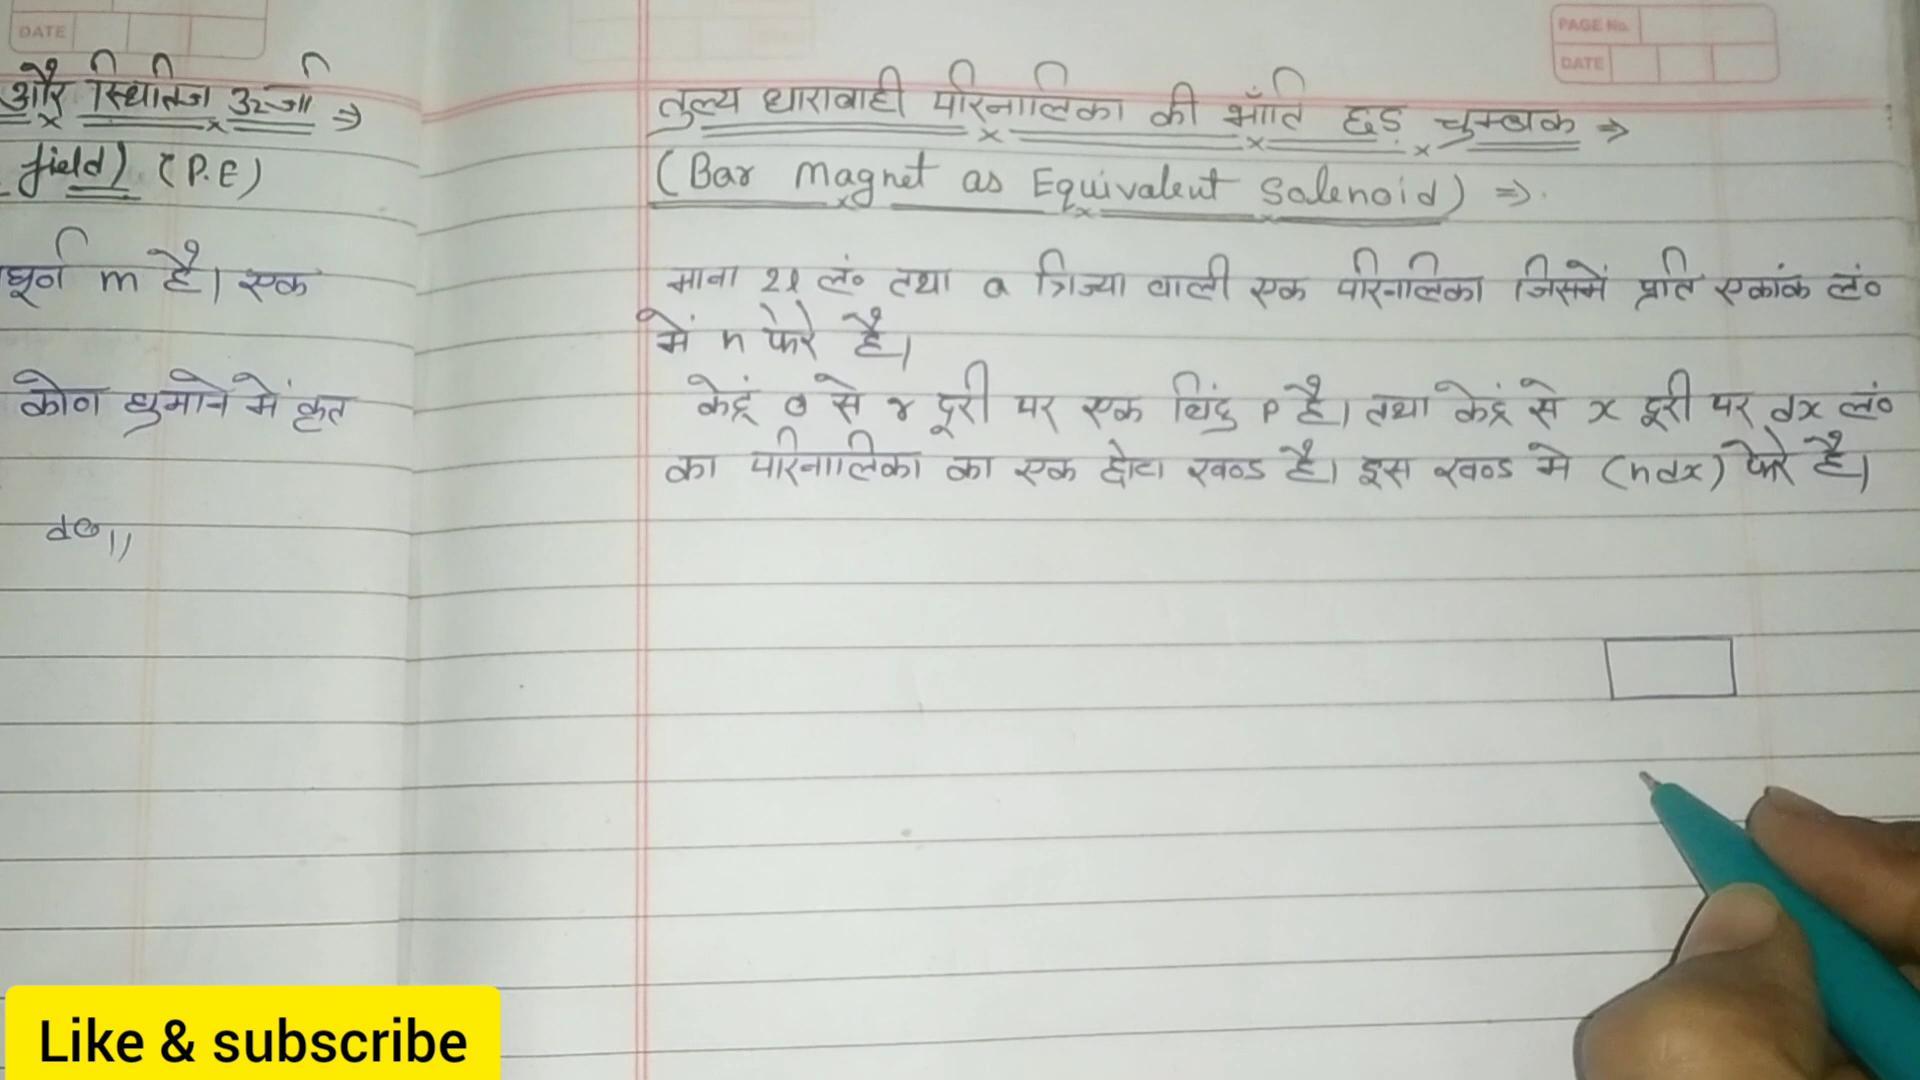 DATE
और स्थितिज ऊर्जा ⇒
field) (P.E)
घूर्ण m है। एक
कोण घुमाने में कृत
dθ,,
PAGE No.
DATE
तुल्य धारावाही परिनालिका की भाँति छड़ चुम्बक ⇒
(Bar Magnet as Equivalent Solenoid) ⇒.
माना 2l लं० तथा a त्रिज्या वाली एक परिनालिका जिसमें प्रति एकांक लं०
में n फेरे है।
केंद्र O से r दूरी पर एक बिंदु P है। तथा केंद्र से x दूरी पर dx लं०
का परिनालिका का एक छोटा खण्ड है। इस खण्ड मे (ndx) फेरे है।
Like & subscribe